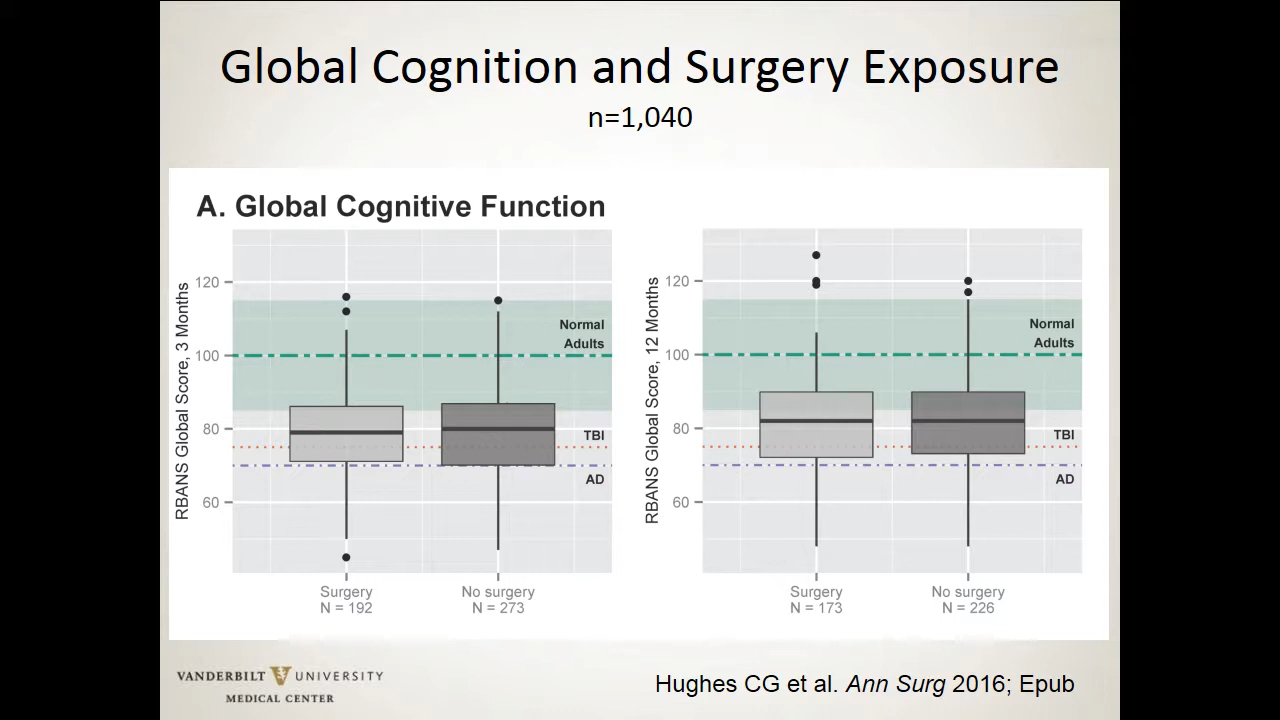 Global Cognition and Surgery Exposure
n=1,040
A. Global Cognitive Function
RBANS Global Score, 3 Months
120
100
80
60
Normal
Adults
TBI
AD
Surgery
N = 192
No surgery
N = 273
RBANS Global Score, 12 Months
120
100
80
60
Normal
Adults
TBI
AD
Surgery
N = 173
No surgery
N = 226
VANDERBILT V UNIVERSITY
MEDICAL CENTER
Hughes CG et al. Ann Surg 2016; Epub